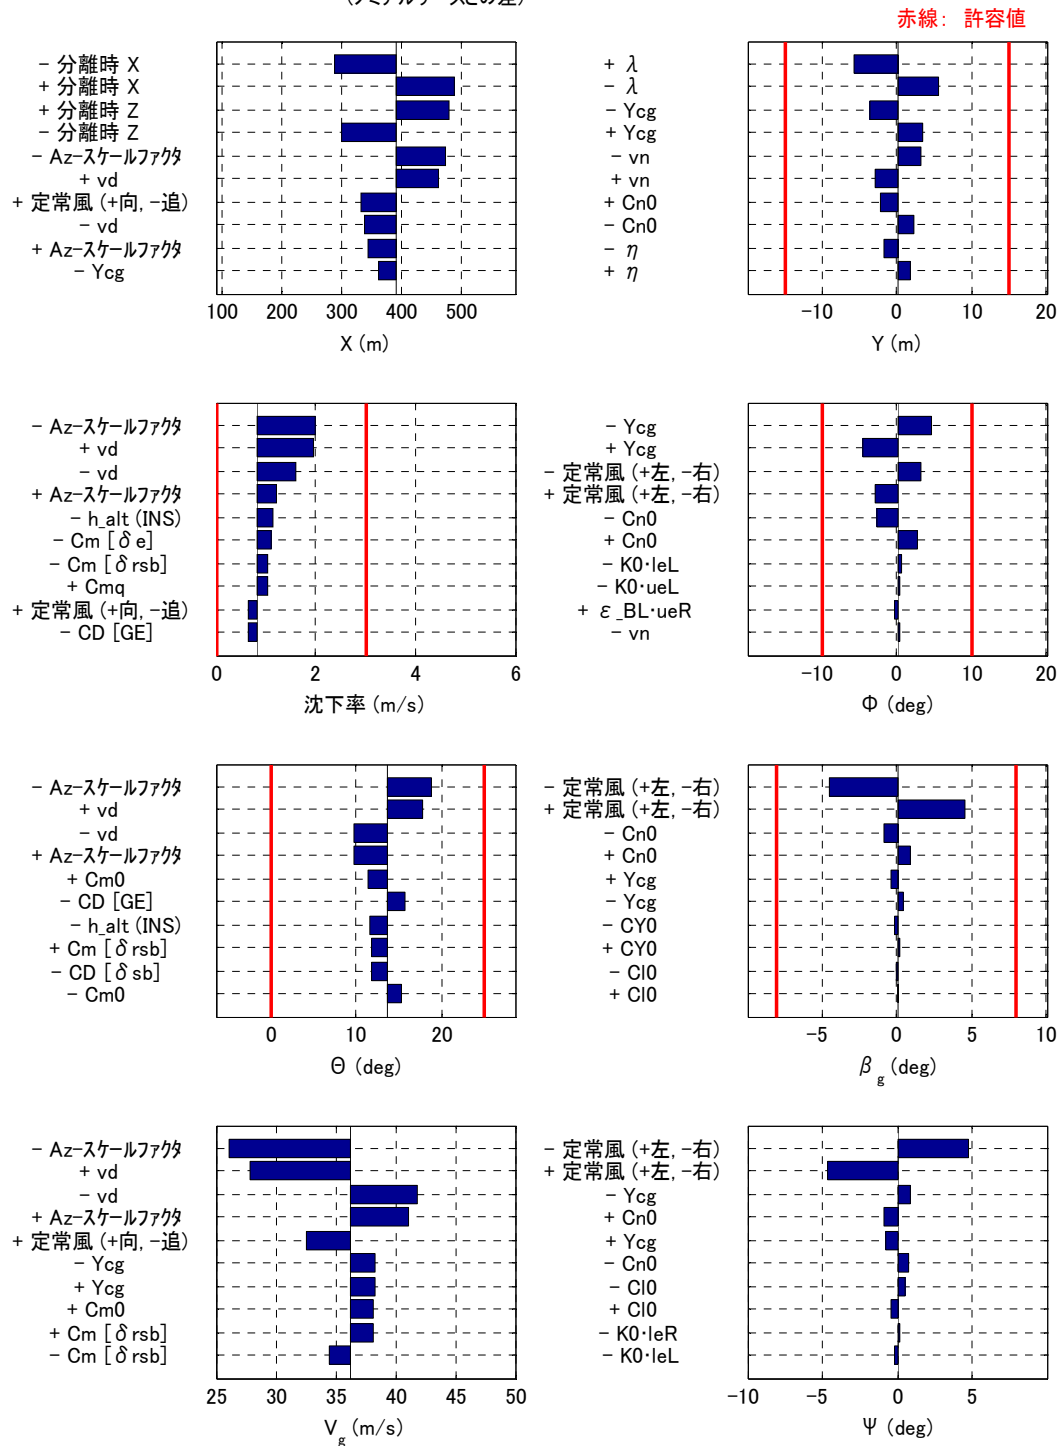 赤線： 許容値
- 分離時 X
+ 分離時 X
+ 分離時 Z
- 分離時 Z
- Az-スケールファクタ
+ vd
+ 定常風 (+向, -追)
- vd
+ Az-スケールファクタ
- Ycg
100 200 300 400 500
X (m)
+ λ
- λ
- Ycg
+ Ycg
- vn
+ vn
+ Cn0
- Cn0
- η
+ η
-10 0 10 20
Y (m)
- Az-スケールファクタ
+ vd
- vd
+ Az-スケールファクタ
- h_alt (INS)
- Cm [δe]
- Cm [δrsb]
+ Cmq
+ 定常風 (+向, -追)
- CD [GE]
0 2 4 6
沈下率 (m/s)
- Ycg
+ Ycg
- 定常風 (+左, -右)
+ 定常風 (+左, -右)
- Cn0
+ Cn0
- K0·leL
- K0·ueL
+ ε_BL·ueR
- vn
-10 0 10 20
Φ (deg)
- Az-スケールファクタ
+ vd
- vd
+ Az-スケールファクタ
+ Cm0
- CD [GE]
- h_alt (INS)
+ Cm [δrsb]
- CD [δsb]
- Cm0
0 10 20
Θ (deg)
- 定常風 (+左, -右)
+ 定常風 (+左, -右)
- Cn0
+ Cn0
+ Ycg
- Ycg
- CY0
+ CY0
- Cl0
+ Cl0
-5 0 5 10
β g (deg)
- Az-スケールファクタ
+ vd
- vd
+ Az-スケールファクタ
+ 定常風 (+向, -追)
- Ycg
+ Ycg
+ Cm0
+ Cm [δrsb]
- Cm [δrsb]
25 30 35 40 45 50
V g (m/s)
- 定常風 (+左, -右)
+ 定常風 (+左, -右)
- Ycg
+ Cn0
+ Ycg
- Cn0
- Cl0
+ Cl0
- K0·leR
- K0·leL
-10 -5 0 5
Ψ (deg)